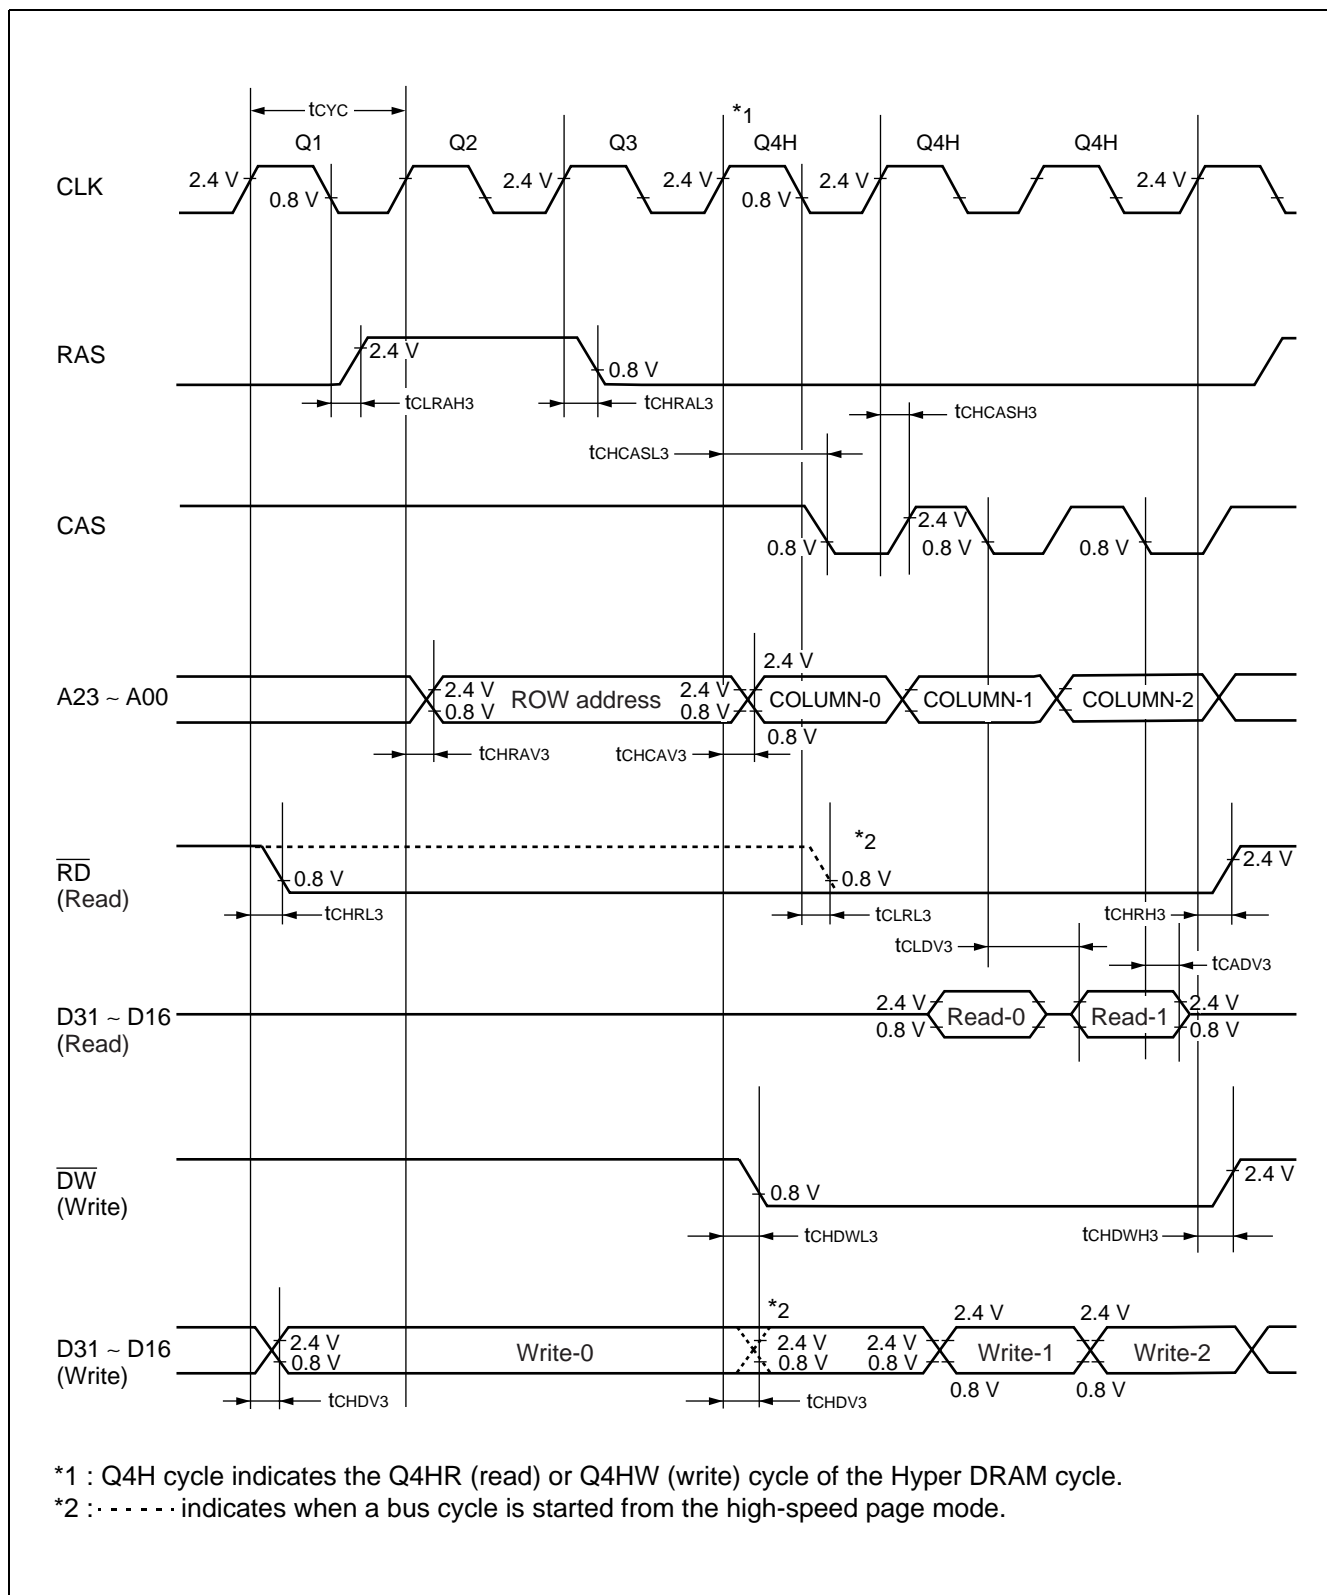 tCYC
*1
Q1 Q2 Q3 Q4H Q4H Q4H
CLK
2.4 V 2.4 V 2.4 V 2.4 V 2.4 V
0.8 V 0.8 V
RAS
2.4 V
0.8 V
tCLRAH3 tCHRAL3
tCHCASH3
tCHCASL3
CAS
2.4 V
0.8 V 0.8 V 0.8 V
A23 ~ A00
2.4 V
2.4 V ROW address 2.4 V COLUMN-0 COLUMN-1 COLUMN-2
0.8 V 0.8 V
0.8 V
tCHRAV3 tCHCAV3
*2
RD
(Read)
0.8 V 0.8 V 2.4 V
tCHRL3 tCLRL3 tCHRH3
tCLDV3 tCADV3
D31 ~ D16
(Read)
2.4 V Read-0 Read-1 2.4 V
0.8 V 0.8 V
DW
(Write)
0.8 V 2.4 V
tCHDWL3 tCHDWH3
*2 2.4 V 2.4 V
D31 ~ D16
(Write)
2.4 V Write-0 2.4 V 2.4 V Write-1 Write-2
0.8 V 0.8 V 0.8 V
0.8 V 0.8 V
tCHDV3 tCHDV3
*1 : Q4H cycle indicates the Q4HR (read) or Q4HW (write) cycle of the Hyper DRAM cycle.
*2 : - - - - - indicates when a bus cycle is started from the high-speed page mode.